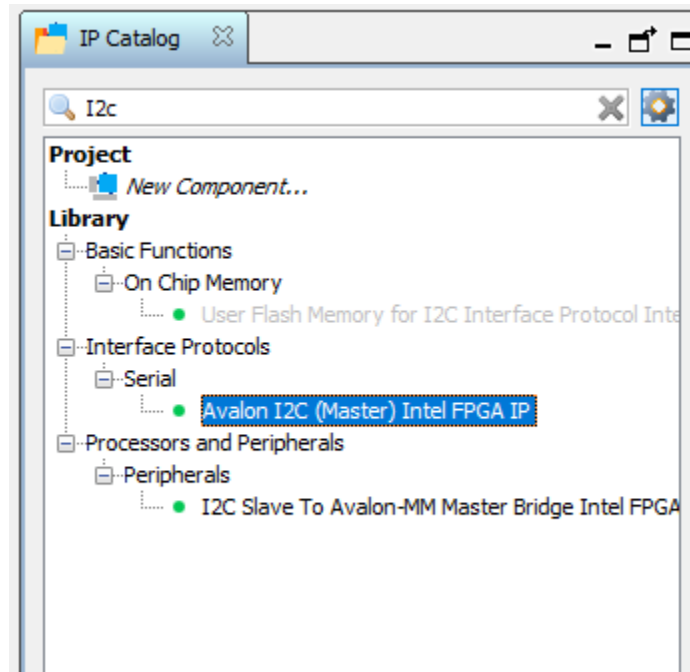 IP Catalog
I2c
Project
New Component...
Library
Basic Functions
On Chip Memory
User Flash Memory for I2C Interface Protocol Inte
Interface Protocols
Serial
Avalon I2C (Master) Intel FPGA IP
Processors and Peripherals
Peripherals
I2C Slave To Avalon-MM Master Bridge Intel FPGA